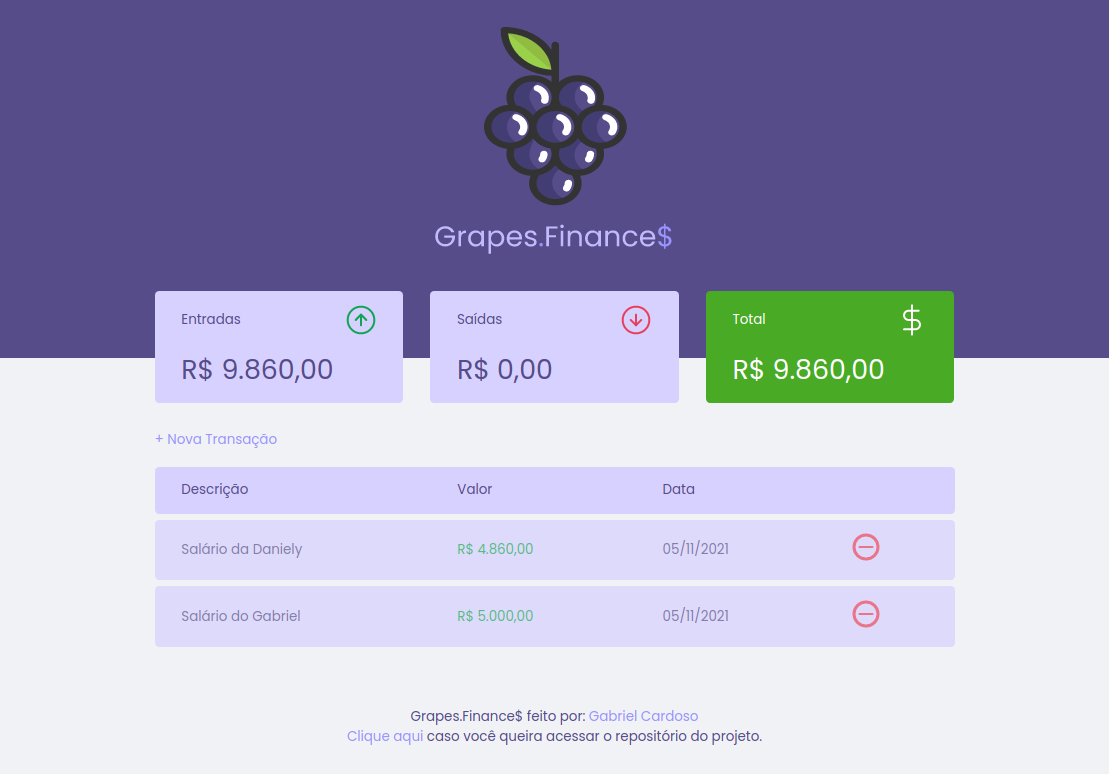 Grapes.Finance$
Entradas
R$ 9.860,00
Saídas
R$ 0,00
Total
$
R$ 9.860,00
+ Nova Transação
Descrição Valor Data
Salário da Daniely R$ 4.860,00 05/11/2021
Salário do Gabriel R$ 5.000,00 05/11/2021
Grapes.Finance$ feito por: Gabriel Cardoso
Clique aqui caso você queira acessar o repositório do projeto.